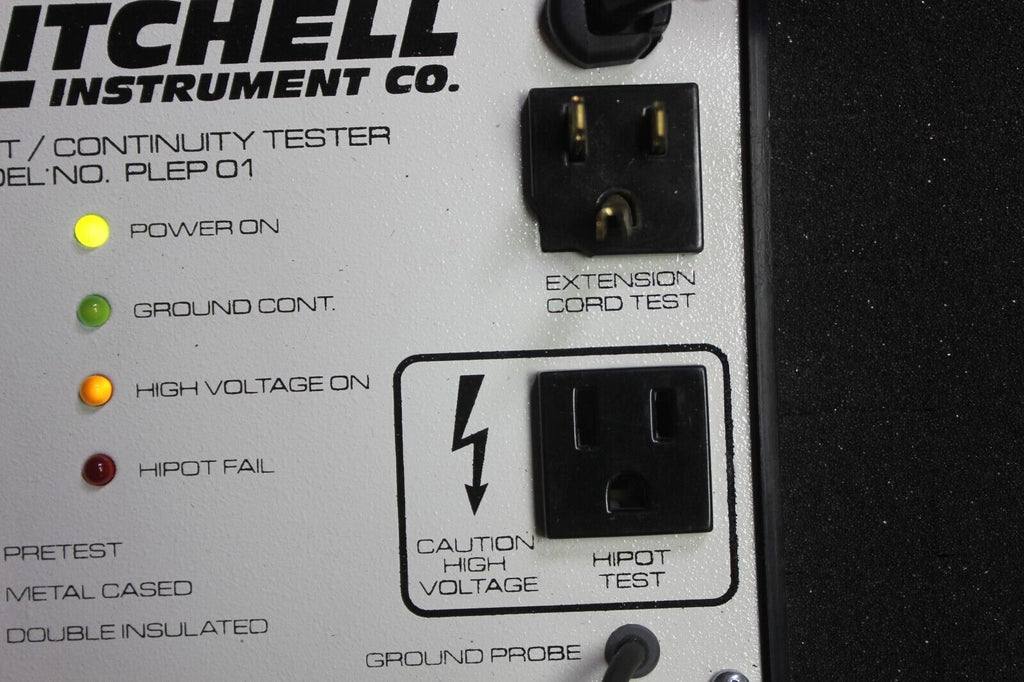 ITCHELL
INSTRUMENT CO.
T / CONTINUITY TESTER
DEL NO. PLEP 01
POWER ON
GROUND CONT.
HIGH VOLTAGE ON
HIPOT FAIL
PRETEST
METAL CASED
DOUBLE INSULATED
EXTENSION
CORD TEST
CAUTION
HIGH
VOLTAGE
HIPOT
TEST
GROUND PROBE